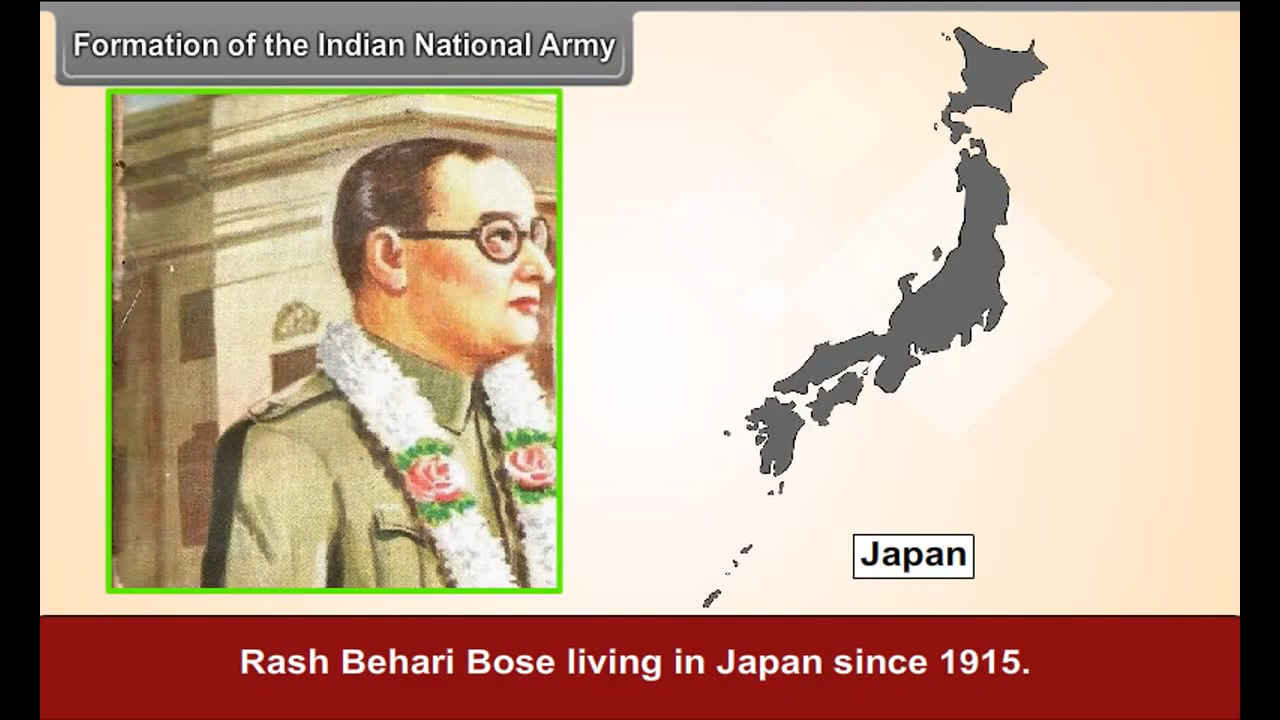 Formation of the Indian National Army
Japan
Rash Behari Bose living in Japan since 1915.